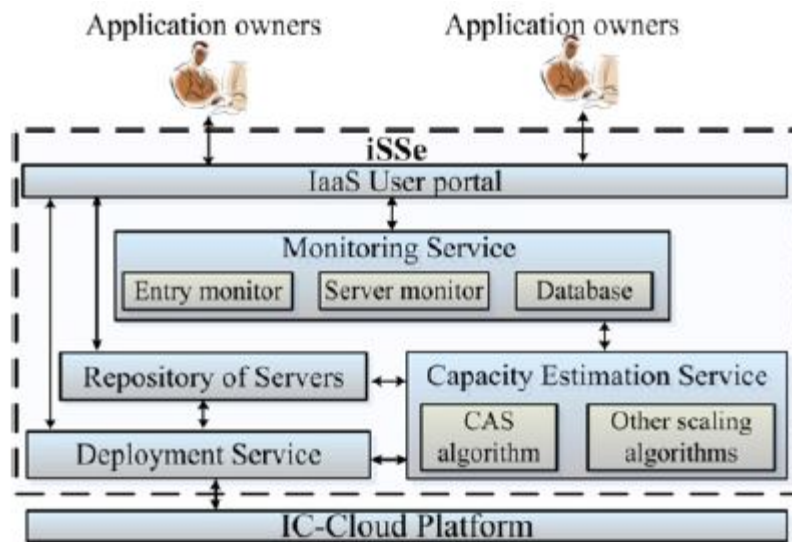 Application owners
Application owners
iSSe
IaaS User portal
Monitoring Service
Entry monitor
Server monitor
Database
Repository of Servers
Capacity Estimation Service
CAS
algorithm
Other scaling
algorithms
Deployment Service
IC-Cloud Platform